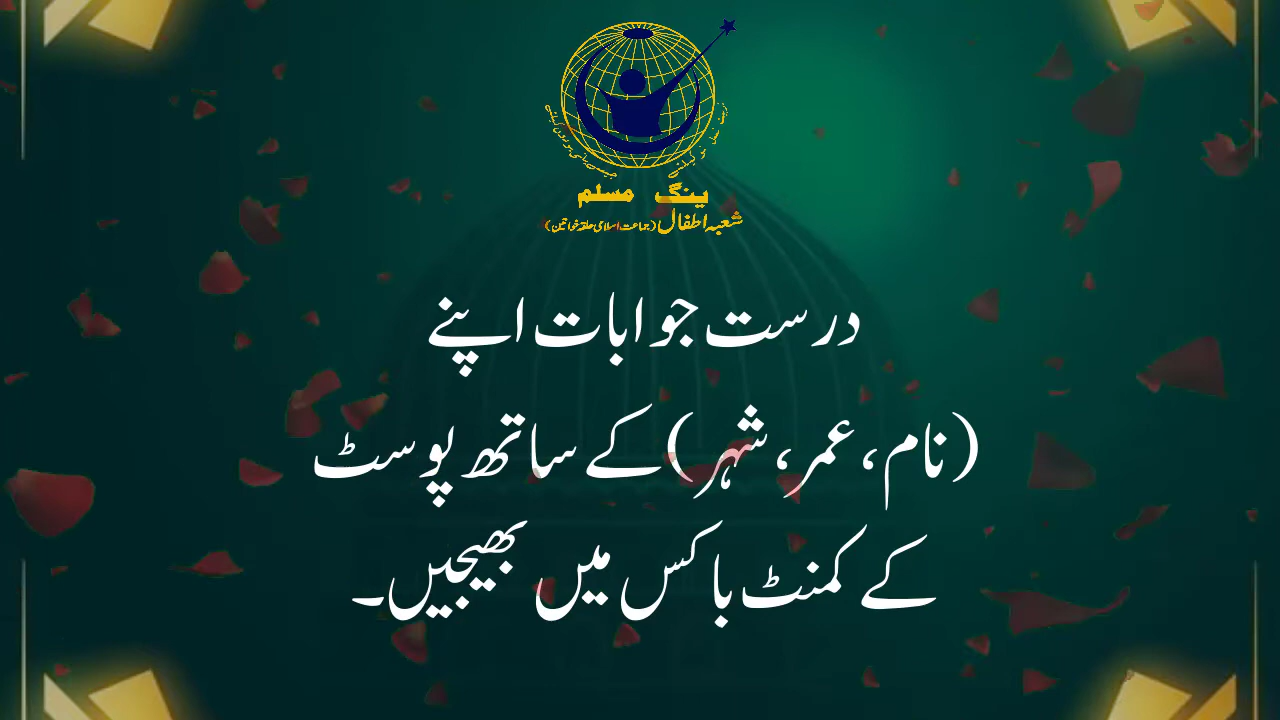 ینگ مسلم
شعبہ اطفال (جماعت اسلامی حلقہ خواتین)
درست جوابات اپنے
(نام، عمر، شہر) کے ساتھ پوسٹ
کے کمنٹ باکس میں بھیجیں۔